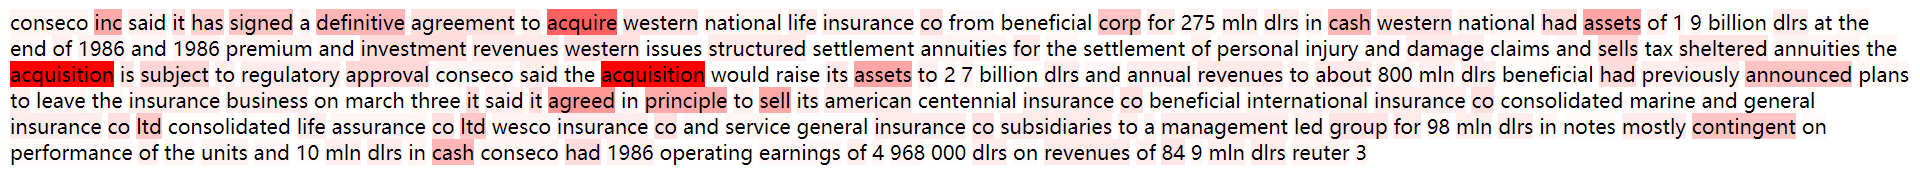 conseco inc said it has signed a definitive agreement to acquire western national life insurance co from beneficial corp for 275 mln dlrs in cash western national had assets of 1 9 billion dlrs at the
end of 1986 and 1986 premium and investment revenues western issues structured settlement annuities for the settlement of personal injury and damage claims and sells tax sheltered annuities the
acquisition is subject to regulatory approval conseco said the acquisition would raise its assets to 2 7 billion dlrs and annual revenues to about 800 mln dlrs beneficial had previously announced plans
to leave the insurance business on march three it said it agreed in principle to sell its american centennial insurance co beneficial international insurance co consolidated marine and general
insurance co ltd consolidated life assurance co ltd wesco insurance co and service general insurance co subsidiaries to a management led group for 98 mln dlrs in notes mostly contingent on
performance of the units and 10 mln dlrs in cash conseco had 1986 operating earnings of 4 968 000 dlrs on revenues of 84 9 mln dlrs reuter 3